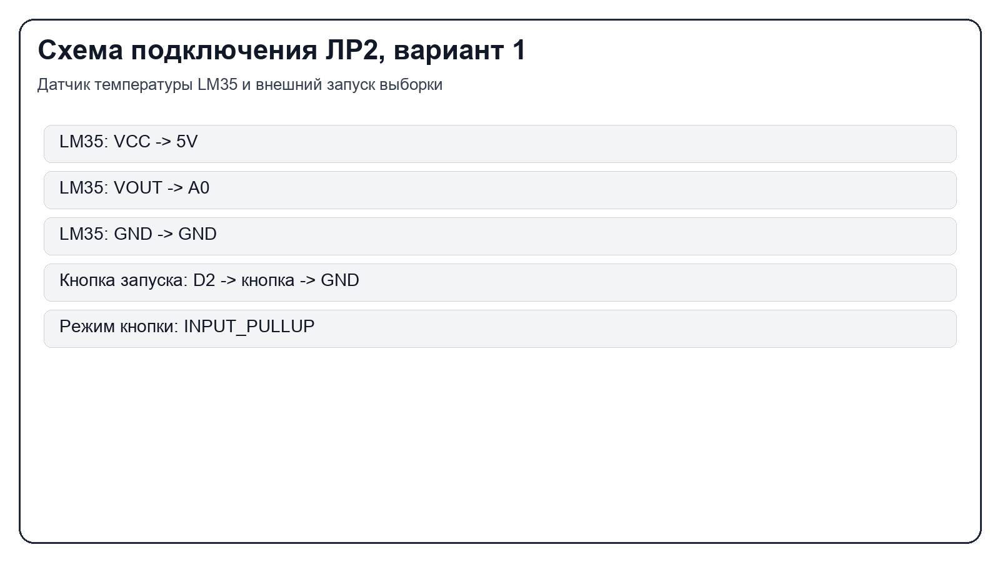 Схема подключения ЛР2, вариант 1
Датчик температуры LM35 и внешний запуск выборки
LM35: VCC -> 5V
LM35: VOUT -> A0
LM35: GND -> GND
Кнопка запуска: D2 -> кнопка -> GND
Режим кнопки: INPUT_PULLUP